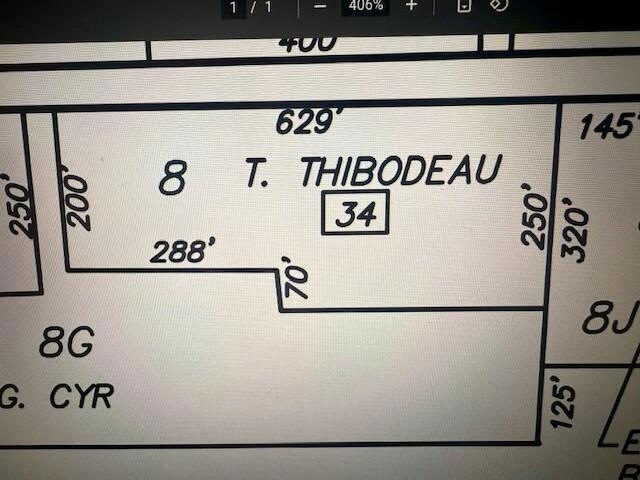 1 / 1 — 406% +
400
629'
145'
8 T. THIBODEAU
34
250'
200'
250'
320'
288'
70'
8G
8J
G. CYR
125'
E
B